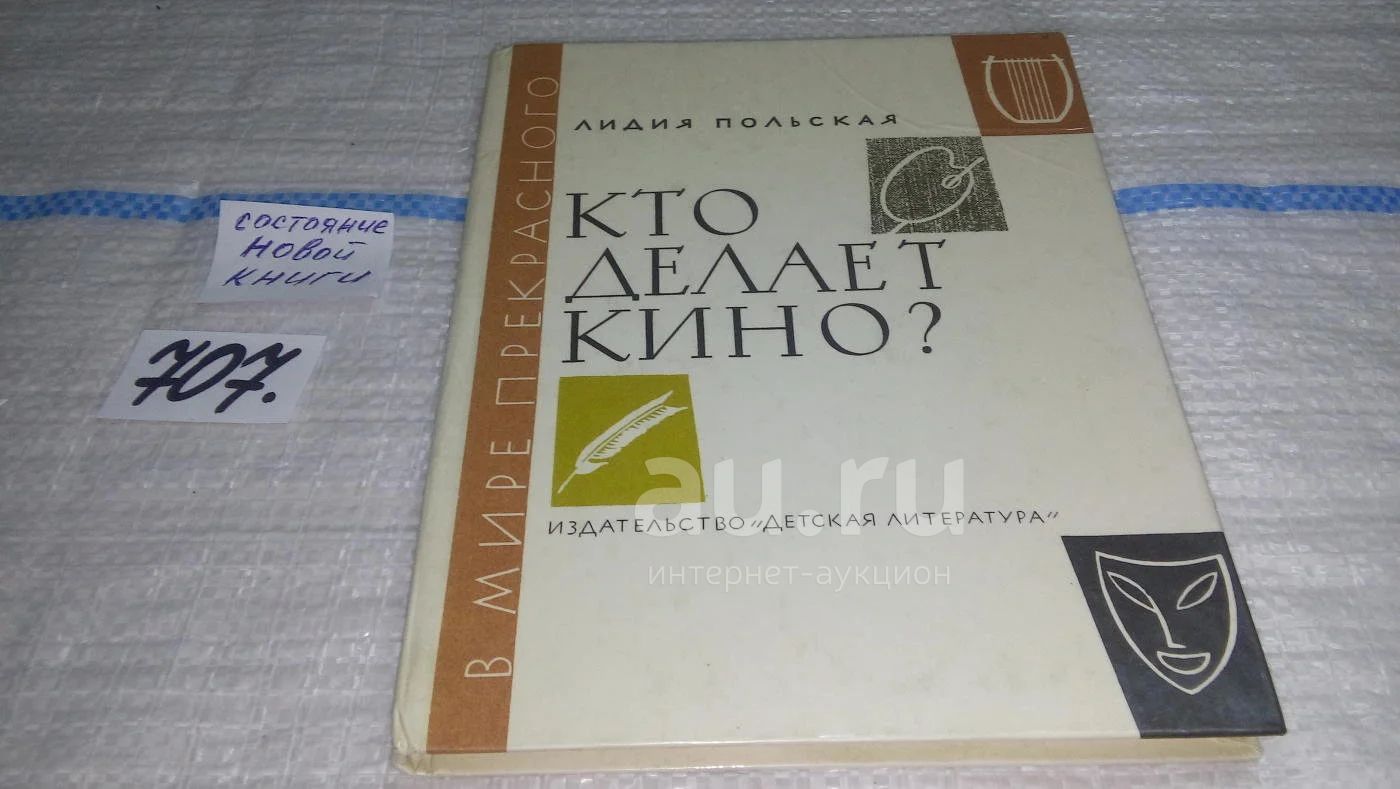 В МИРЕ ПРЕКРАСНОГО
ЛИДИЯ ПОЛЬСКАЯ
КТО
ДЕЛАЕТ
КИНО?
ИЗДАТЕЛЬСТВО „ДЕТСКАЯ ЛИТЕРАТУРА"
состояние
новой
книги
707.
au.ru
интернет-аукцион